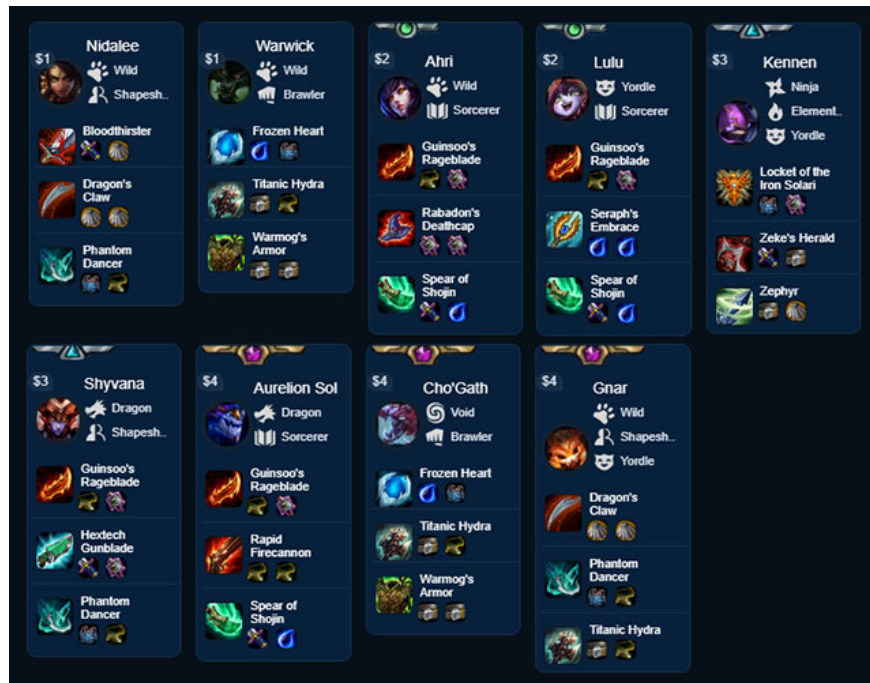 Nidalee
$1
Wild
Shapesh..
Bloodthirster
Dragon's
Claw
Phantom
Dancer
Warwick
$1
Wild
Brawler
Frozen Heart
Titanic Hydra
Warmog's
Armor
$2
Ahri
Wild
Sorcerer
Guinsoo's
Rageblade
Rabadon's
Deathcap
Spear of
Shojin
$2
Lulu
Yordle
Sorcerer
Guinsoo's
Rageblade
Seraph's
Embrace
Spear of
Shojin
$3
Kennen
Ninja
Element..
Yordle
Locket of the
Iron Solari
Zeke's Herald
Zephyr
$3
Shyvana
Dragon
Shapesh..
Guinsoo's
Rageblade
Hextech
Gunblade
Phantom
Dancer
$4
Aurelion Sol
Dragon
Sorcerer
Guinsoo's
Rageblade
Rapid
Firecannon
Spear of
Shojin
$4
Cho'Gath
Void
Brawler
Frozen Heart
Titanic Hydra
Warmog's
Armor
$4
Gnar
Wild
Shapesh..
Yordle
Dragon's
Claw
Phantom
Dancer
Titanic Hydra